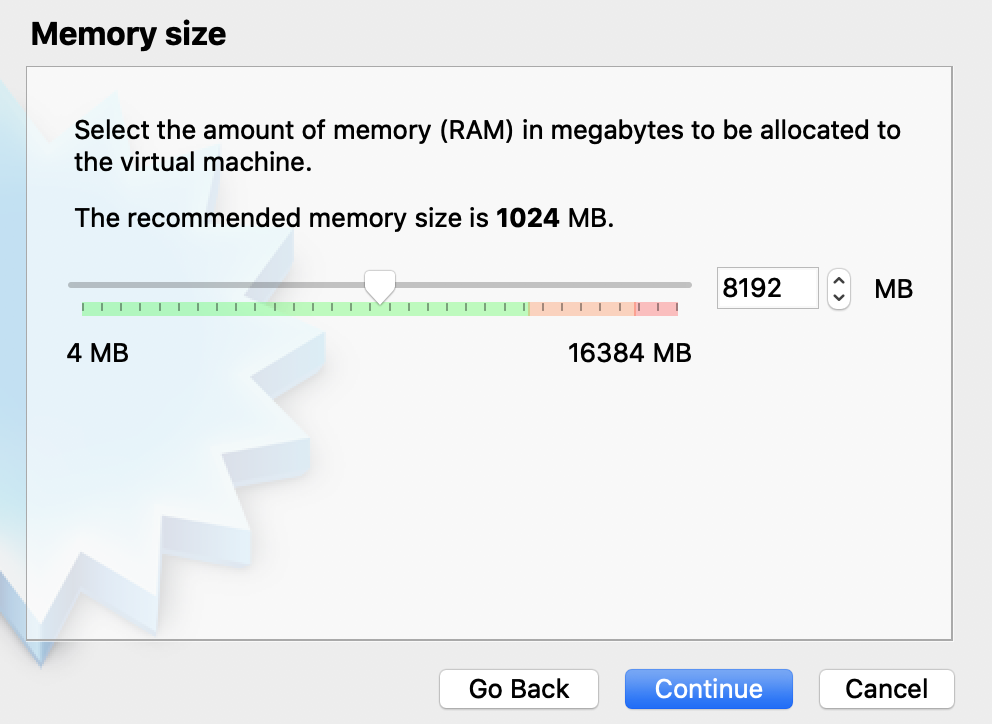 Memory size
Select the amount of memory (RAM) in megabytes to be allocated to
the virtual machine.
The recommended memory size is 1024 MB.
8192 MB
4 MB 16384 MB
Go Back Continue Cancel